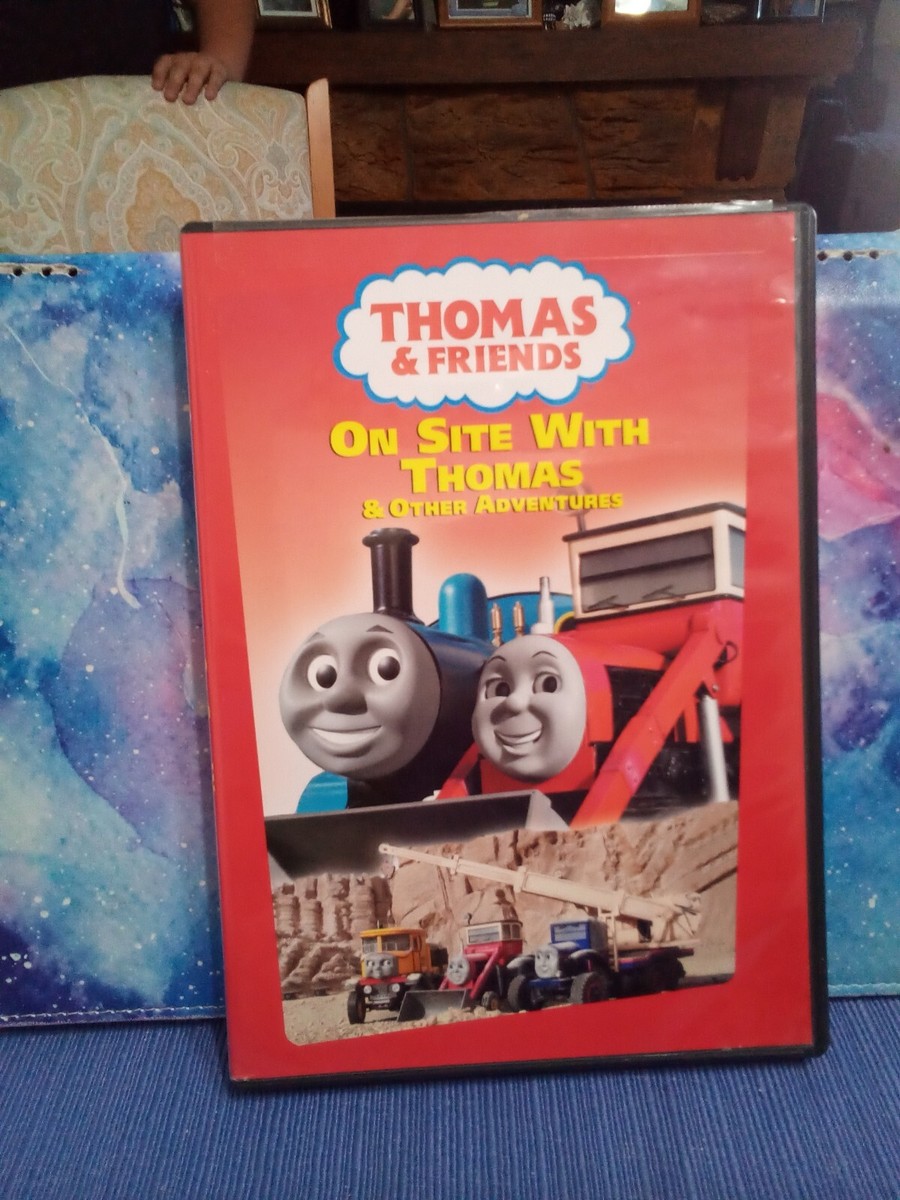 THOMAS
& FRIENDS
ON SITE WITH
THOMAS
& OTHER ADVENTURES